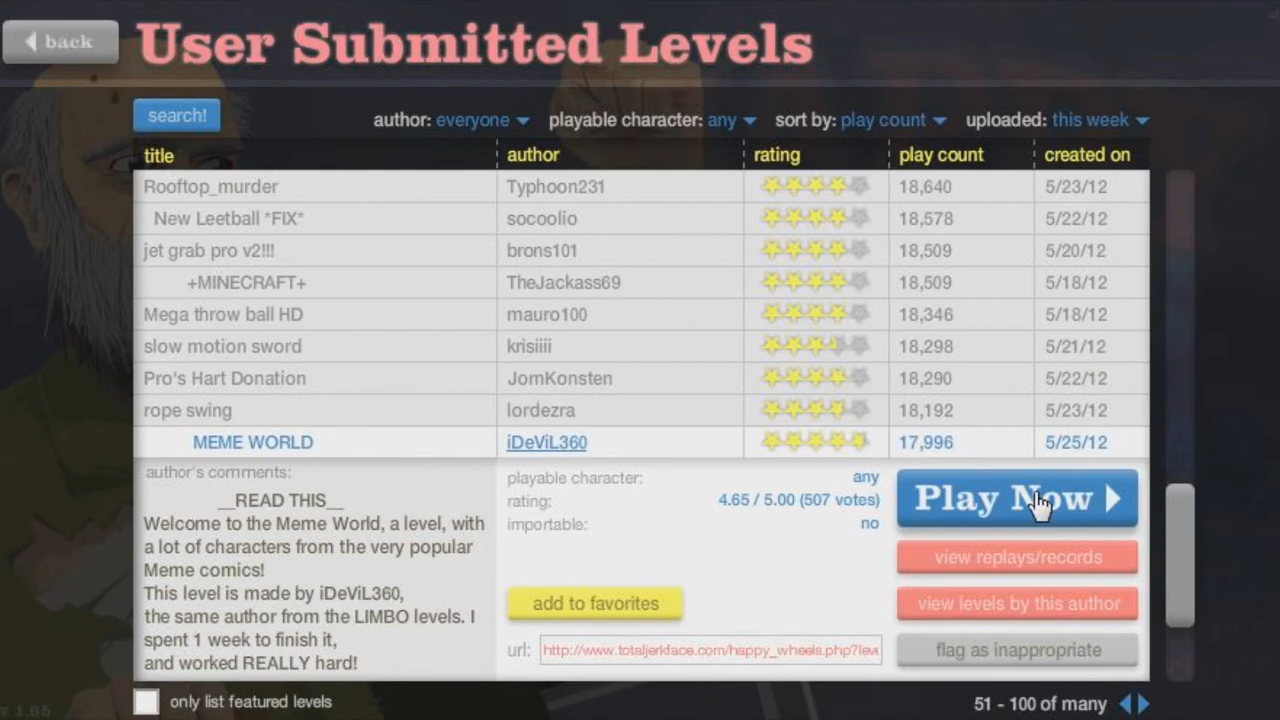 back
User Submitted Levels
search!
author: everyone playable character: any sort by: play count uploaded: this week
title author rating play count created on
Rooftop_murder Typhoon231 18,640 5/23/12
New Leetball *FIX* socoolio 18,578 5/22/12
jet grab pro v2!!! brons101 18,509 5/20/12
+MINECRAFT+ TheJackass69 18,509 5/18/12
Mega throw ball HD mauro100 18,346 5/18/12
slow motion sword krisiiii 18,298 5/21/12
Pro's Hart Donation JomKonsten 18,290 5/22/12
rope swing lordezra 18,192 5/23/12
MEME WORLD iDeViL360 17,996 5/25/12
author's comments:
__READ THIS__
Welcome to the Meme World, a level, with
a lot of characters from the very popular
Meme comics!
This level is made by iDeViL360,
the same author from the LIMBO levels. I
spent 1 week to finish it,
and worked REALLY hard!
playable character: any
rating: 4.65 / 5.00 (507 votes)
importable: no
add to favorites
url: http://www.totaljerkface.com/happy_wheels.php?leve
Play Now
view replays/records
view levels by this author
flag as inappropriate
only list featured levels
51 - 100 of many
v 1.65